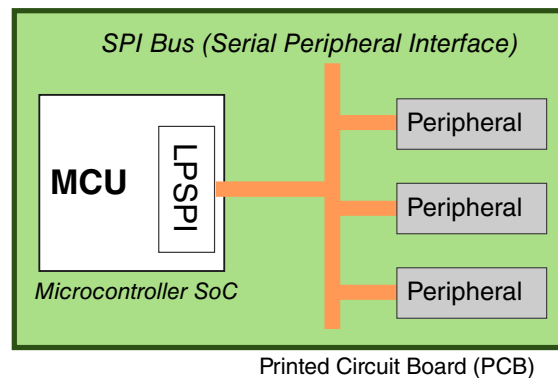 SPI Bus (Serial Peripheral Interface)
MCU
LPSPI
Microcontroller SoC
Peripheral
Peripheral
Peripheral
Printed Circuit Board (PCB)